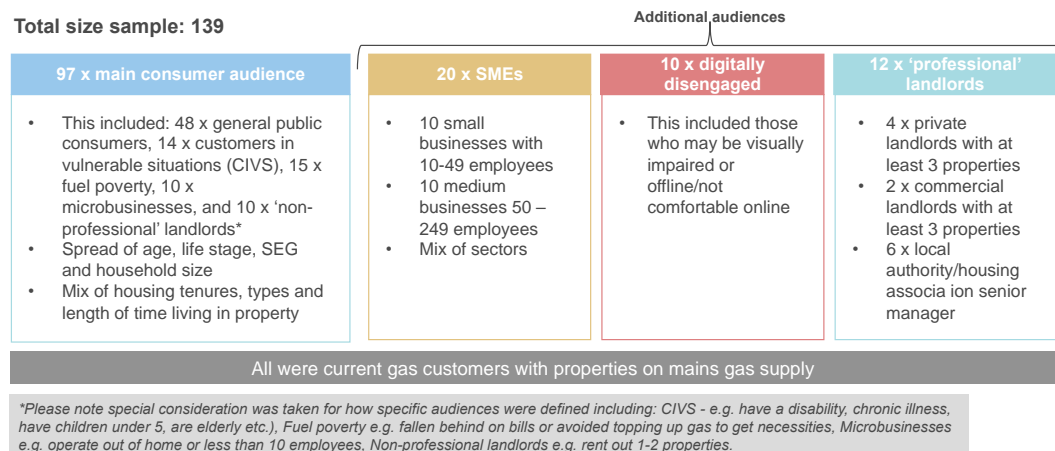 Additional audiences
Total size sample: 139
97 x main consumer audience
• This included: 48 x general public
consumers, 14 x customers in
vulnerable situations (CIVS), 15 x
fuel poverty, 10 x
microbusinesses, and 10 x ‘non-
professional’ landlords*
• Spread of age, life stage, SEG
and household size
• Mix of housing tenures, types and
length of time living in property
20 x SMEs
• 10 small
businesses with
10-49 employees
• 10 medium
businesses 50 –
249 employees
• Mix of sectors
10 x digitally
disengaged
• This included those
who may be visually
impaired or
offline/not
comfortable online
12 x ‘professional’
landlords
• 4 x private
landlords with at
least 3 properties
• 2 x commercial
landlords with at
least 3 properties
• 6 x local
authority/housing
associa ion senior
manager
All were current gas customers with properties on mains gas supply
*Please note special consideration was taken for how specific audiences were defined including: CIVS - e.g. have a disability, chronic illness,
have children under 5, are elderly etc.), Fuel poverty e.g. fallen behind on bills or avoided topping up gas to get necessities, Microbusinesses
e.g. operate out of home or less than 10 employees, Non-professional landlords e.g. rent out 1-2 properties.